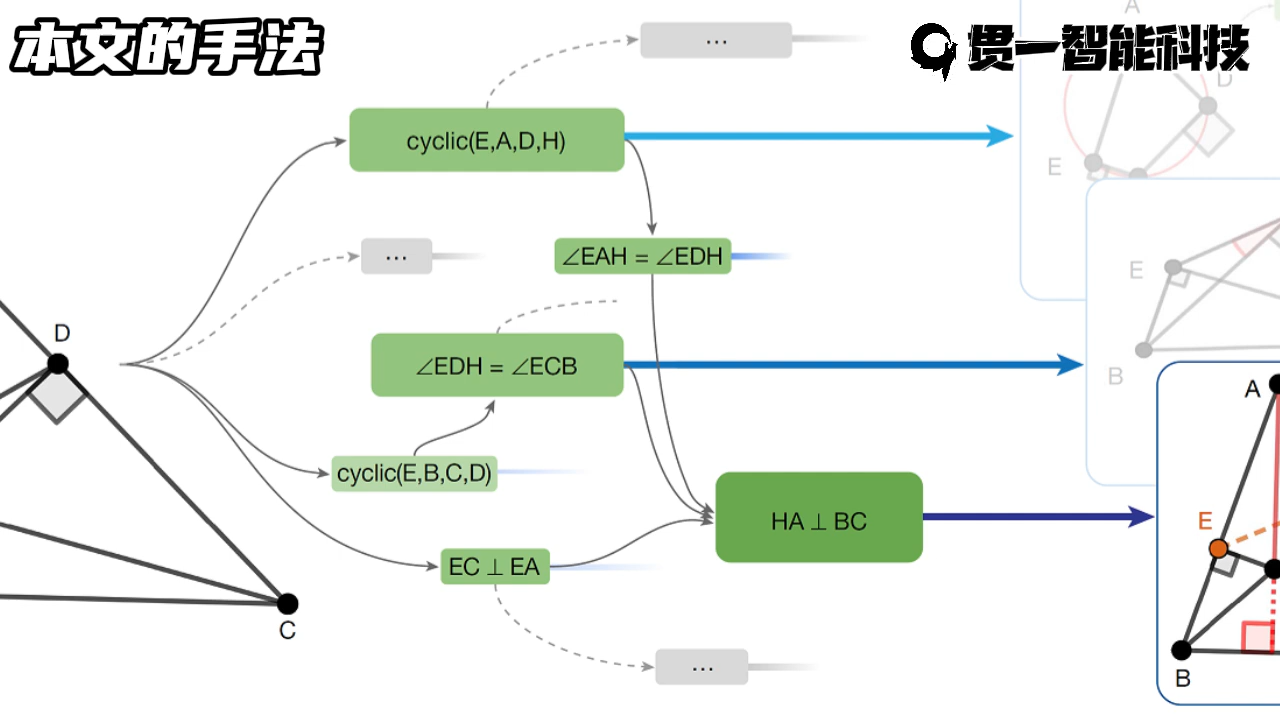 本文的手法
贯一智能科技
...
A
D
cyclic(E,A,D,H)
E
...
∠EAH = ∠EDH
E
D
∠EDH = ∠ECB
B
A
cyclic(E,B,C,D)
HA ⊥ BC
E
EC ⊥ EA
C
...
B